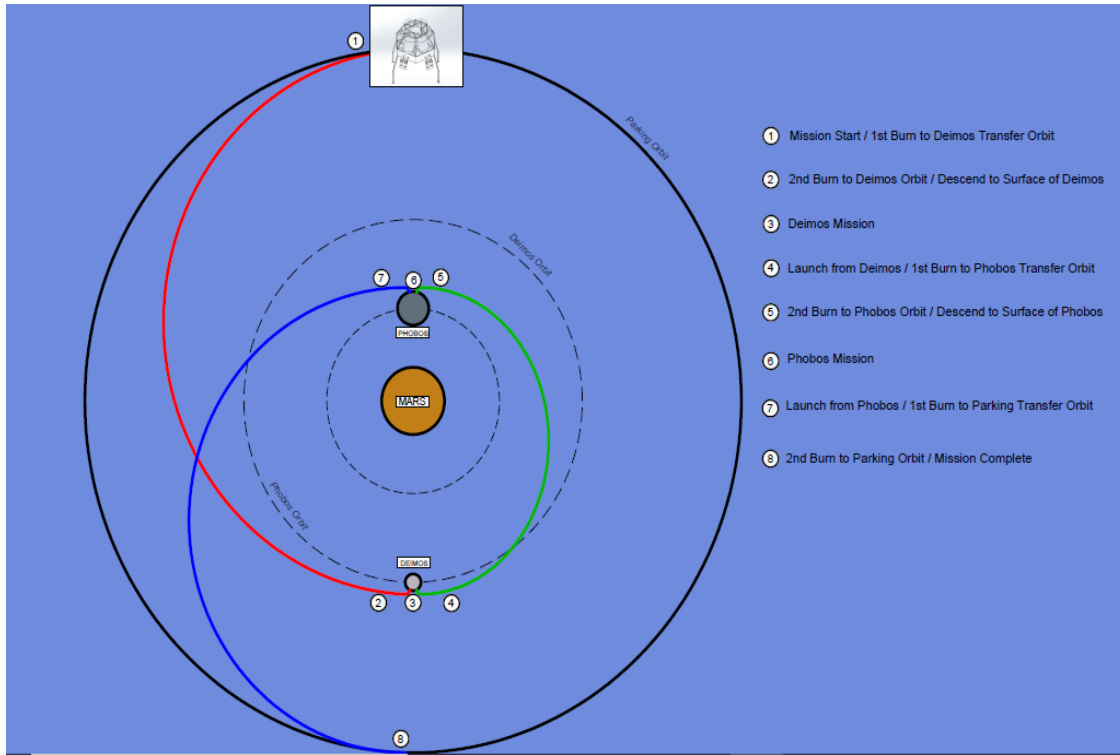 1
Parking Orbit
1 Mission Start / 1st Burn to Deimos Transfer Orbit
2 2nd Burn to Deimos Orbit / Descend to Surface of Deimos
3 Deimos Mission
Deimos Orbit
4 Launch from Deimos / 1st Burn to Phobos Transfer Orbit
7 6 5
5 2nd Burn to Phobos Orbit / Descend to Surface of Phobos
PHOBOS
6 Phobos Mission
MARS
7 Launch from Phobos / 1st Burn to Parking Transfer Orbit
8 2nd Burn to Parking Orbit / Mission Complete
Phobos Orbit
DEIMOS
2 3 4
8